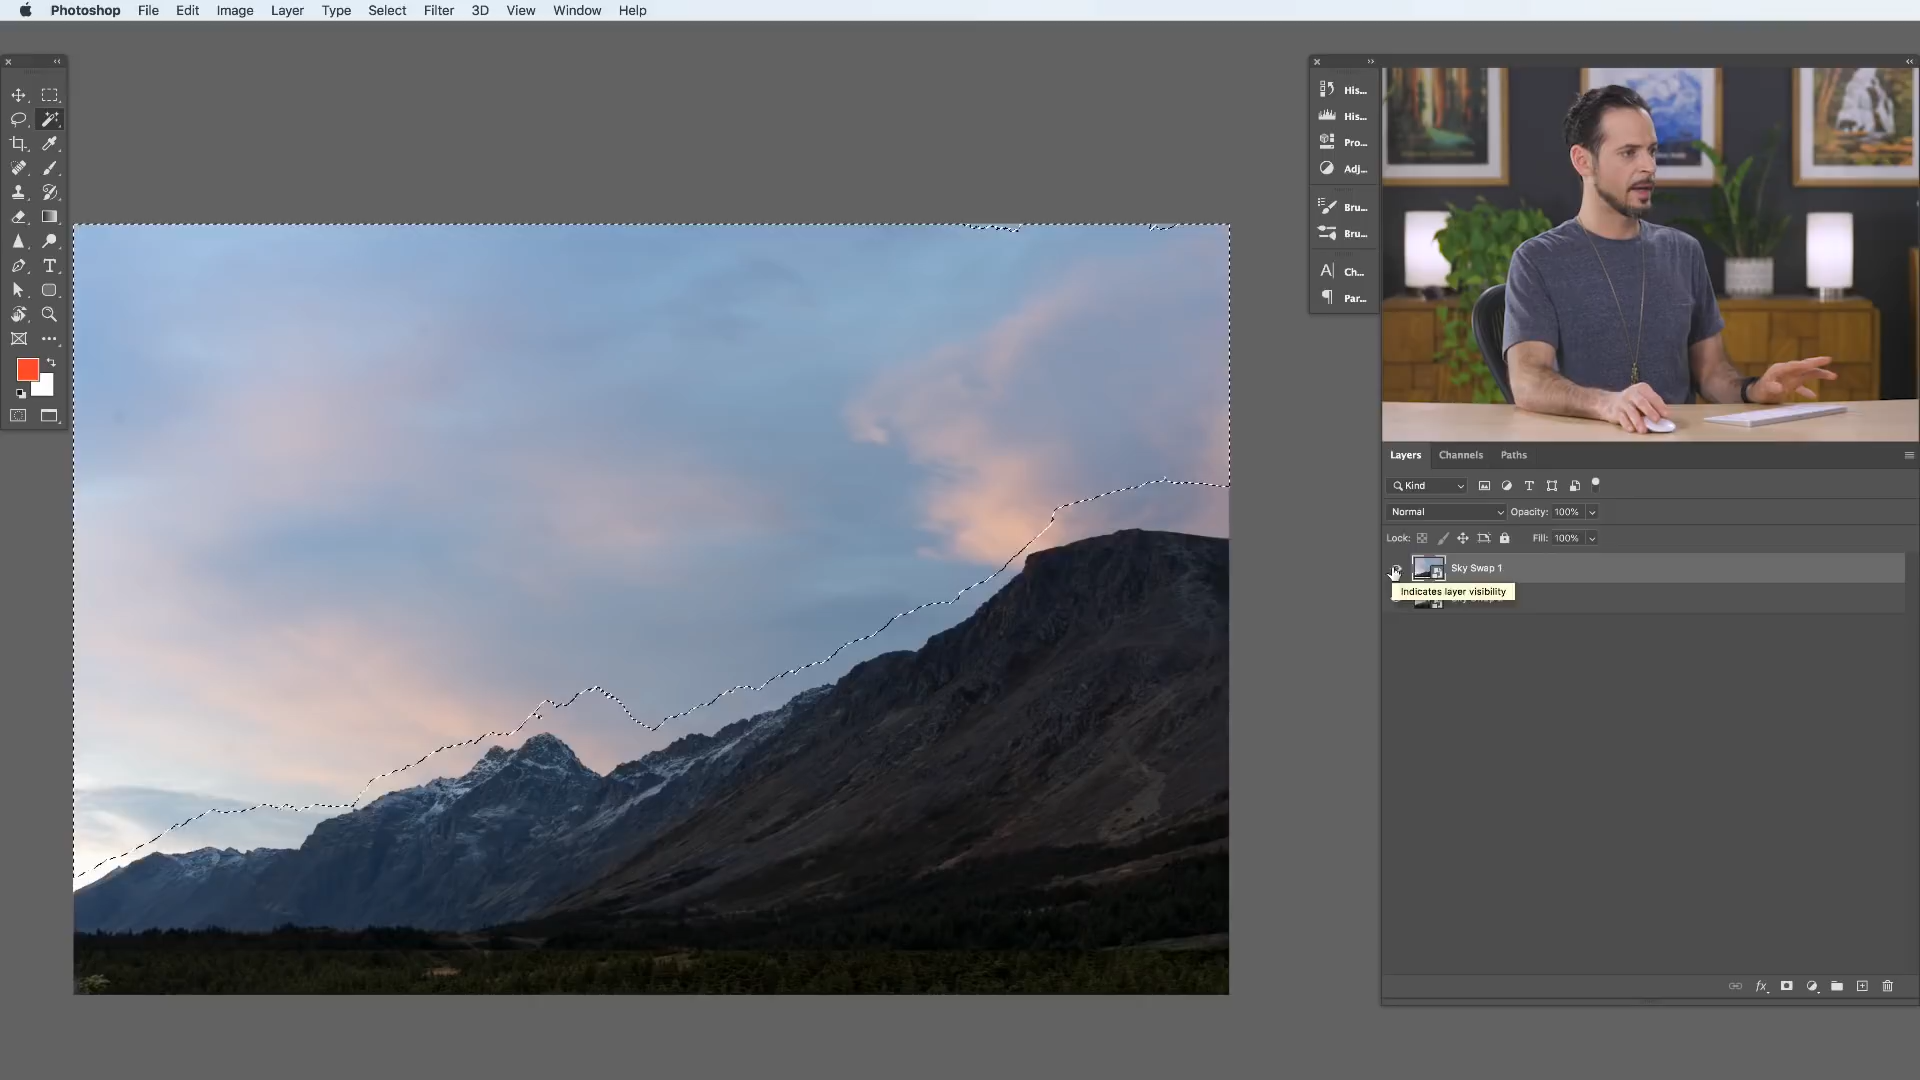 Photoshop File Edit Image Layer Type Select Filter 3D View Window Help
His...
His...
Pro...
Adj...
Bru...
Bru...
Ch...
Par...
Layers Channels Paths
Kind
Normal Opacity: 100%
Lock: Fill: 100%
Sky Swap 1
Indicates layer visibility